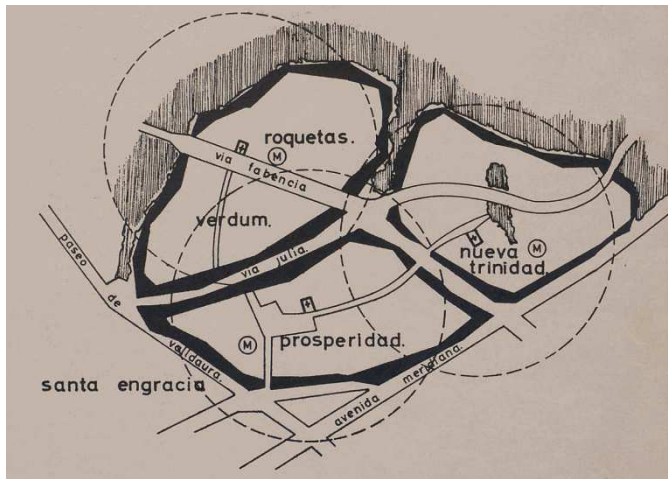 roquetas.
M
via fabencia
verdum.
via julia.
nueva
trinidad.
M
paseo de valldaura.
M
prosperidad.
santa engracia
avenida meridiana.